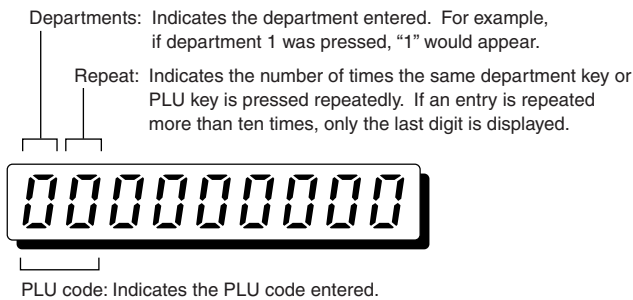 Departments: Indicates the department entered. For example,
if department 1 was pressed, “1” would appear.
Repeat: Indicates the number of times the same department key or
PLU key is pressed repeatedly. If an entry is repeated
more than ten times, only the last digit is displayed.
000000000
PLU code: Indicates the PLU code entered.